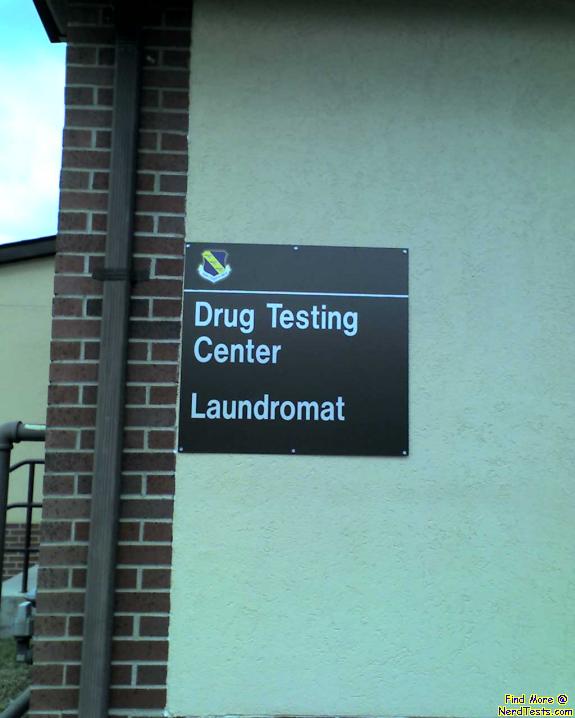 Drug Testing
Center
Laundromat
Find More @
NerdTests.com